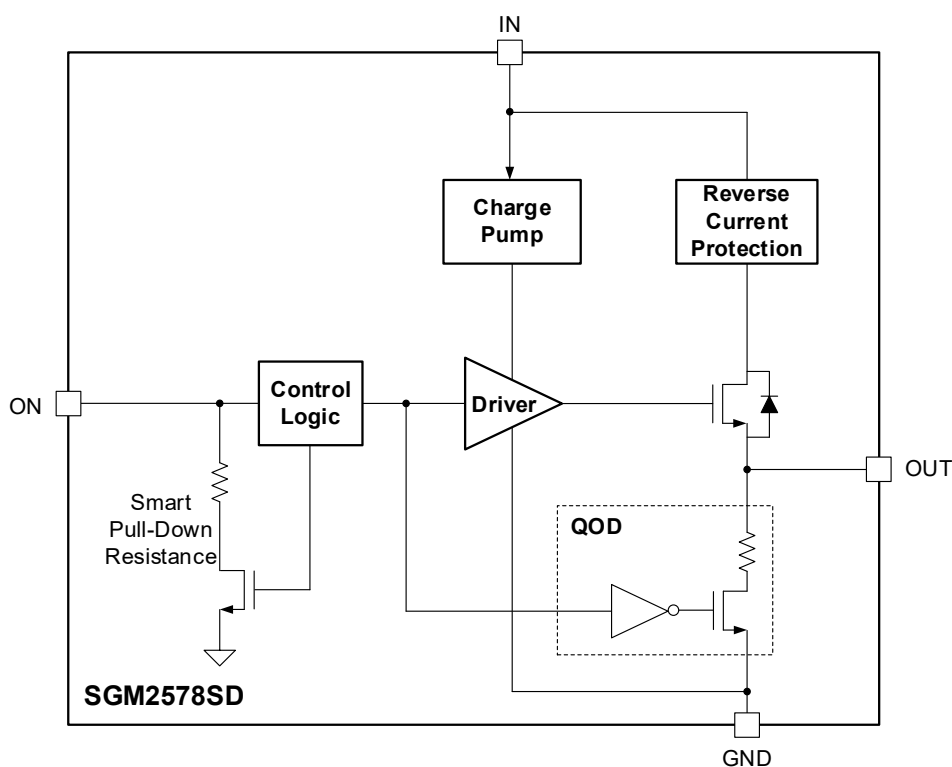 IN
Charge
Pump
Reverse
Current
Protection
ON
Control
Logic
Driver
OUT
Smart
Pull-Down
Resistance
QOD
SGM2578SD
GND